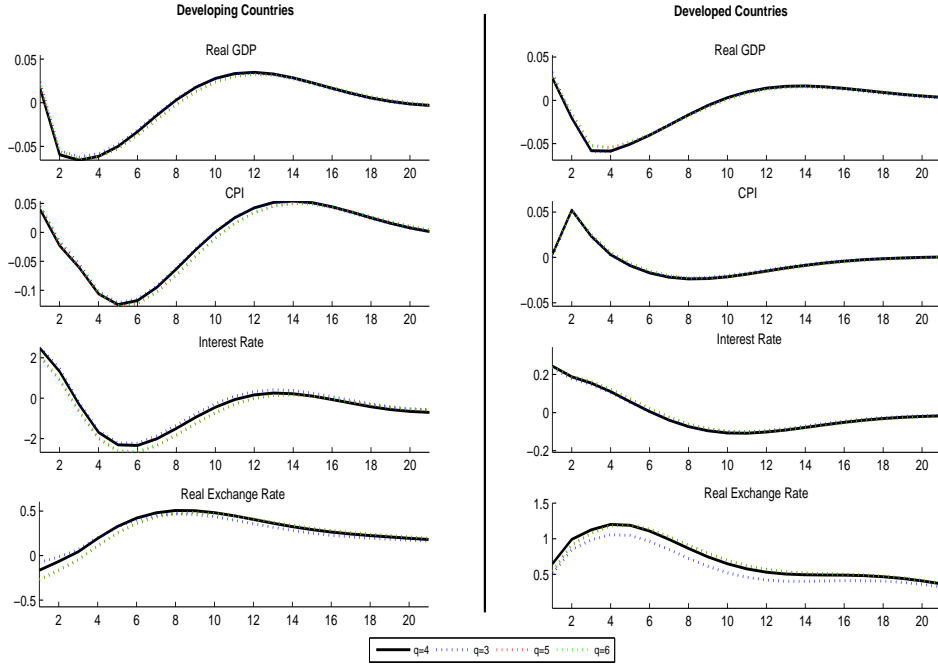 Developing Countries
Real GDP
0.05
0
−0.05
2 4 6 8 10 12 14 16 18 20
CPI
0.05
0
−0.05
−0.1
2 4 6 8 10 12 14 16 18 20
Interest Rate
2
0
−2
2 4 6 8 10 12 14 16 18 20
Real Exchange Rate
0.5
0
−0.5
2 4 6 8 10 12 14 16 18 20
Developed Countries
Real GDP
0.05
0
−0.05
2 4 6 8 10 12 14 16 18 20
CPI
0.05
0
−0.05
2 4 6 8 10 12 14 16 18 20
Interest Rate
0.2
0
−0.2
2 4 6 8 10 12 14 16 18 20
Real Exchange Rate
1.5
1
0.5
2 4 6 8 10 12 14 16 18 20
q=4 q=3 q=5 q=6